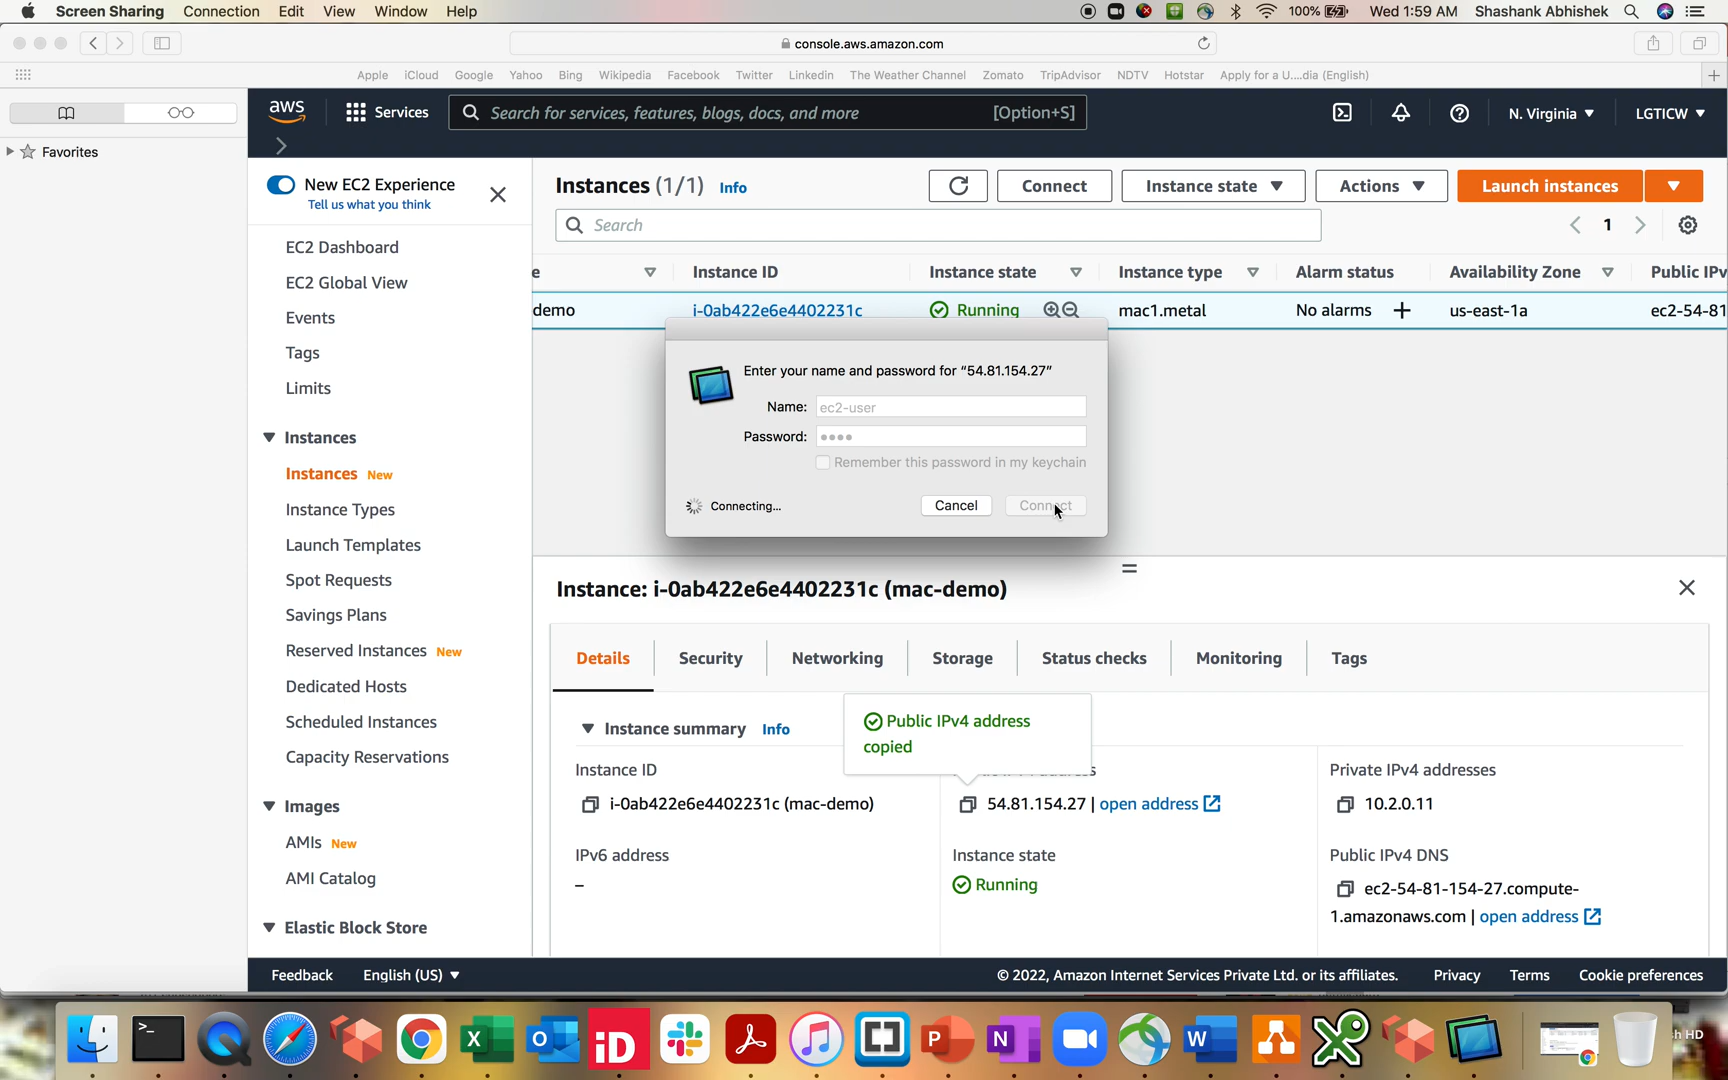 Screen Sharing Connection Edit View Window Help 100% Wed 1:59 AM Shashank Abhishek
console.aws.amazon.com
Apple iCloud Google Yahoo Bing Wikipedia Facebook Twitter Linkedin The Weather Channel Zomato TripAdvisor NDTV Hotstar Apply for a U....dia (English)
Favorites
aws Services Search for services, features, blogs, docs, and more [Option+S] N. Virginia LGTICW
New EC2 Experience
Tell us what you think
EC2 Dashboard
EC2 Global View
Events
Tags
Limits
Instances
Instances New
Instance Types
Launch Templates
Spot Requests
Savings Plans
Reserved Instances New
Dedicated Hosts
Scheduled Instances
Capacity Reservations
Images
AMIs New
AMI Catalog
Elastic Block Store
Instances (1/1) Info Connect Instance state Actions Launch instances
Search 1
e Instance ID Instance state Instance type Alarm status Availability Zone Public IPv
demo i-0ab422e6e4402231c Running mac1.metal No alarms us-east-1a ec2-54-81
Enter your name and password for “54.81.154.27”
Name: ec2-user
Password:
Remember this password in my keychain
Connecting... Cancel Connect
Instance: i-0ab422e6e4402231c (mac-demo)
Details Security Networking Storage Status checks Monitoring Tags
Instance summary Info
Public IPv4 address
copied
Instance ID
i-0ab422e6e4402231c (mac-demo)
54.81.154.27 | open address
Private IPv4 addresses
10.2.0.11
IPv6 address
–
Instance state
Running
Public IPv4 DNS
ec2-54-81-154-27.compute-
1.amazonaws.com | open address
Feedback English (US) © 2022, Amazon Internet Services Private Ltd. or its affiliates. Privacy Terms Cookie preferences